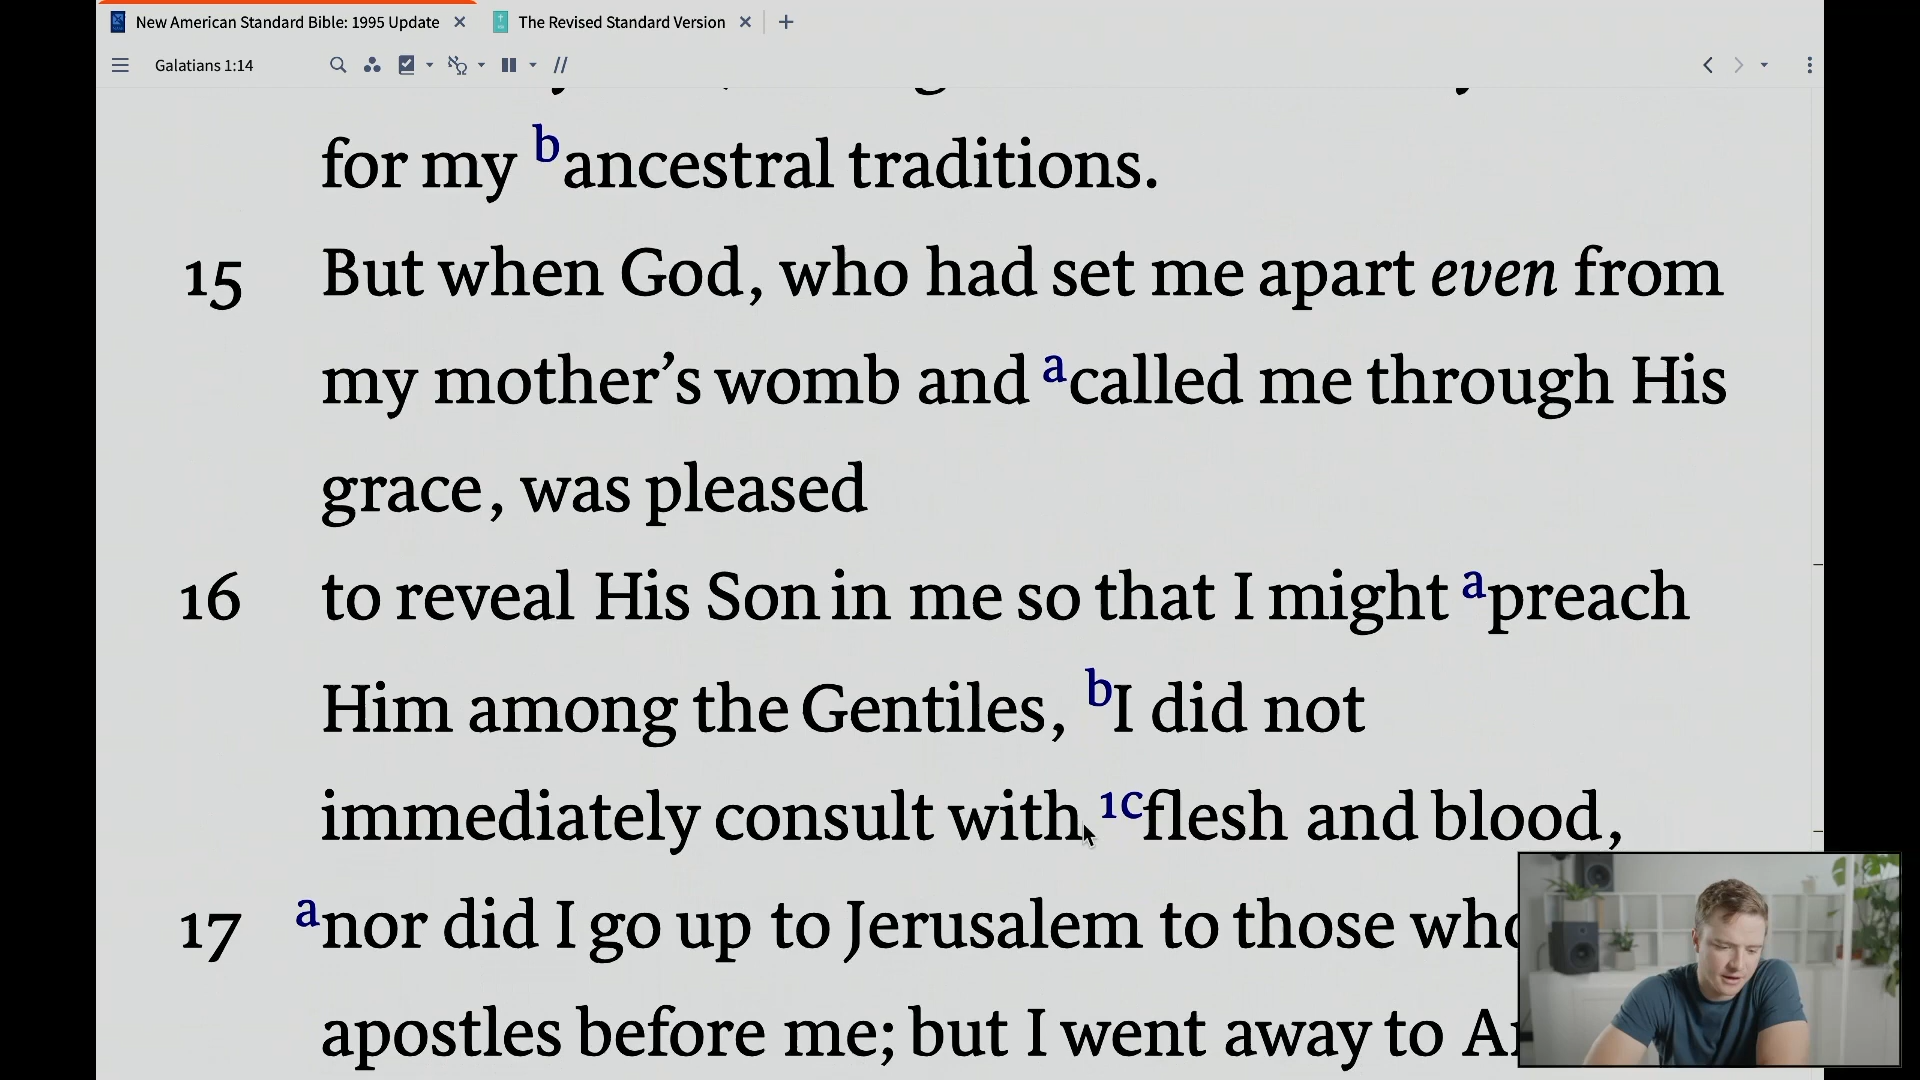 New American Standard Bible: 1995 Update
The Revised Standard Version
Galatians 1:14
for my bancestral traditions.
15 But when God, who had set me apart even from
my mother’s womb and acalled me through His
grace, was pleased
16 to reveal His Son in me so that I might apreach
Him among the Gentiles, bI did not
immediately consult with 1cflesh and blood,
17 anor did I go up to Jerusalem to those who
apostles before me; but I went away to